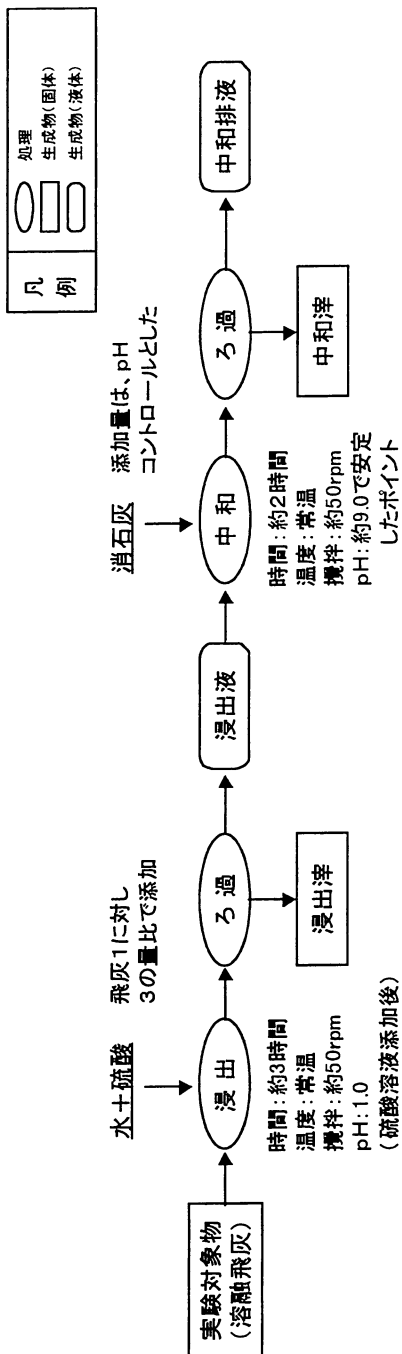 凡例
処理
生成物(固体)
生成物(液体)
実験対象物
(溶融飛灰)
水＋硫酸
飛灰1に対し
3の量比で添加
浸出
時間：約3時間
温度：常温
攪拌：約50rpm
pH：1.0
(硫酸溶液添加後)
ろ過
浸出滓
浸出液
消石灰
添加量は、pH
コントロールとした
中和
時間：約2時間
温度：常温
攪拌：約50rpm
pH：約9.0で安定
したポイント
ろ過
中和滓
中和排液